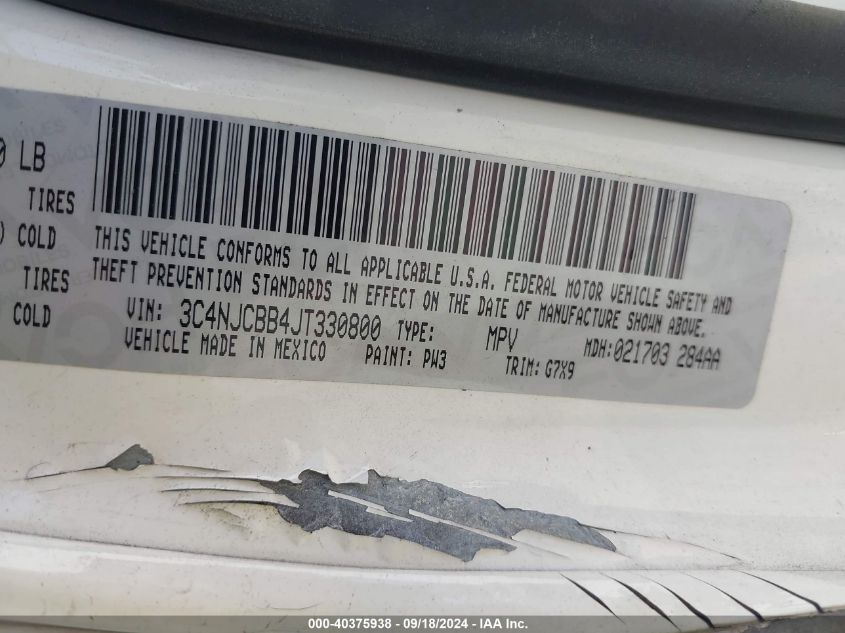 0 LB
TIRES
) COLD
TIRES
COLD
THIS VEHICLE CONFORMS TO ALL APPLICABLE U.S.A. FEDERAL MOTOR VEHICLE SAFETY AND
THEFT PREVENTION STANDARDS IN EFFECT ON THE DATE OF MANUFACTURE SHOWN ABOVE.
VIN: 3C4NJCBB4JT330800 TYPE: MPV MDH:021703 284AA
VEHICLE MADE IN MEXICO PAINT: PW3 TRIM: G7X9
000-40375938 - 09/18/2024 - IAA Inc.